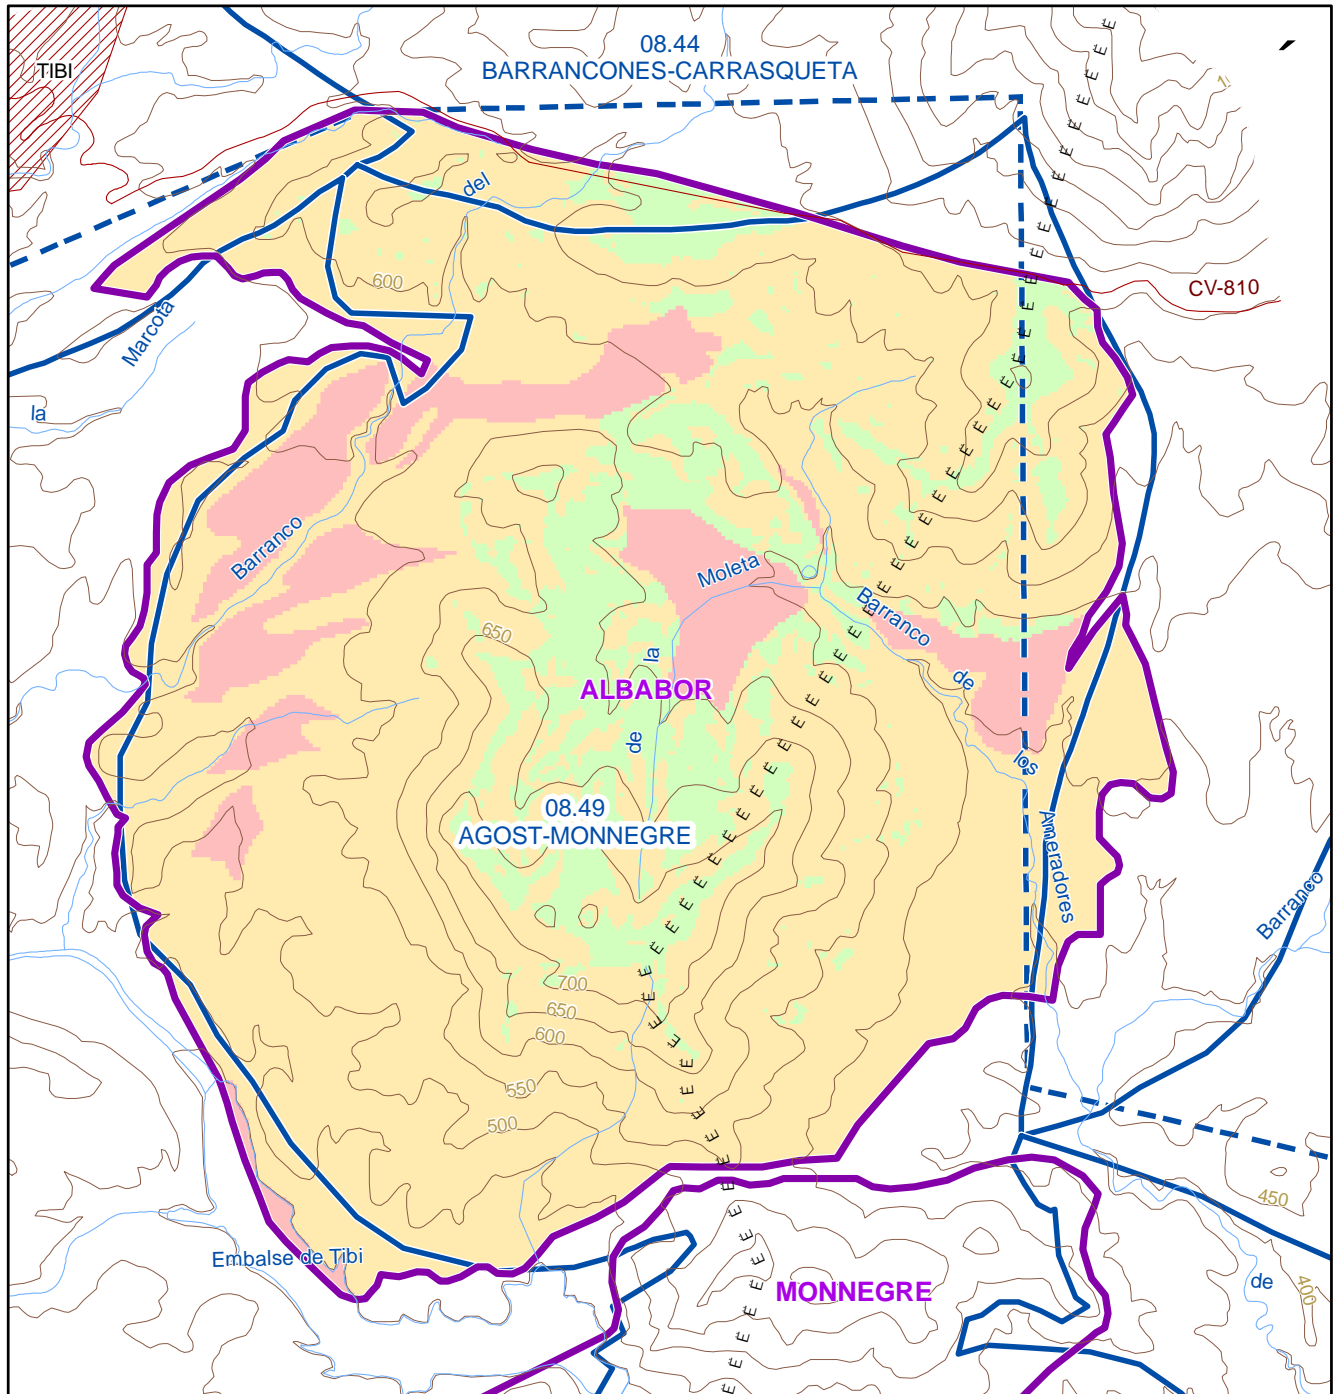 08.44
BARRANCONES-CARRASQUETA
TIBI
del
600
CV-810
Marcota
la
Barranco
Moleta
Barranco
650
la
de
ALBABOR
de
los
08.49
AGOST-MONNEGRE
Ameradores
Barranco
700
650
600
550
500
450
Embalse de Tibi
MONNEGRE
de
400